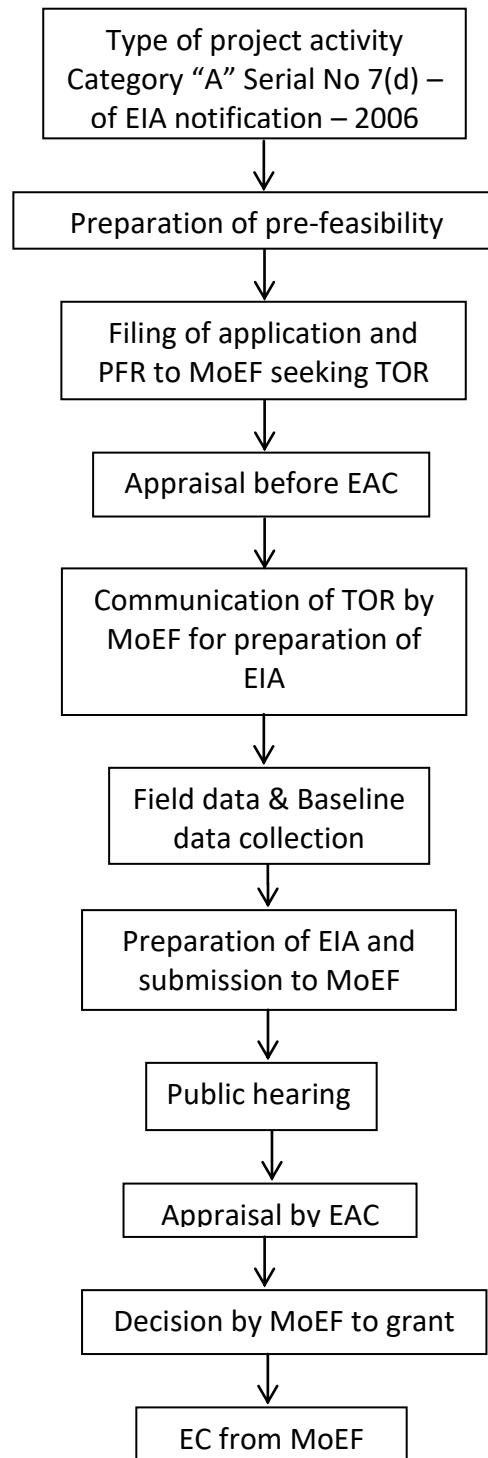 Type of project activity
Category “A” Serial No 7(d) –
of EIA notification – 2006
Preparation of pre-feasibility
Filing of application and
PFR to MoEF seeking TOR
Appraisal before EAC
Communication of TOR by
MoEF for preparation of
EIA
Field data & Baseline
data collection
Preparation of EIA and
submission to MoEF
Public hearing
Appraisal by EAC
Decision by MoEF to grant
EC from MoEF